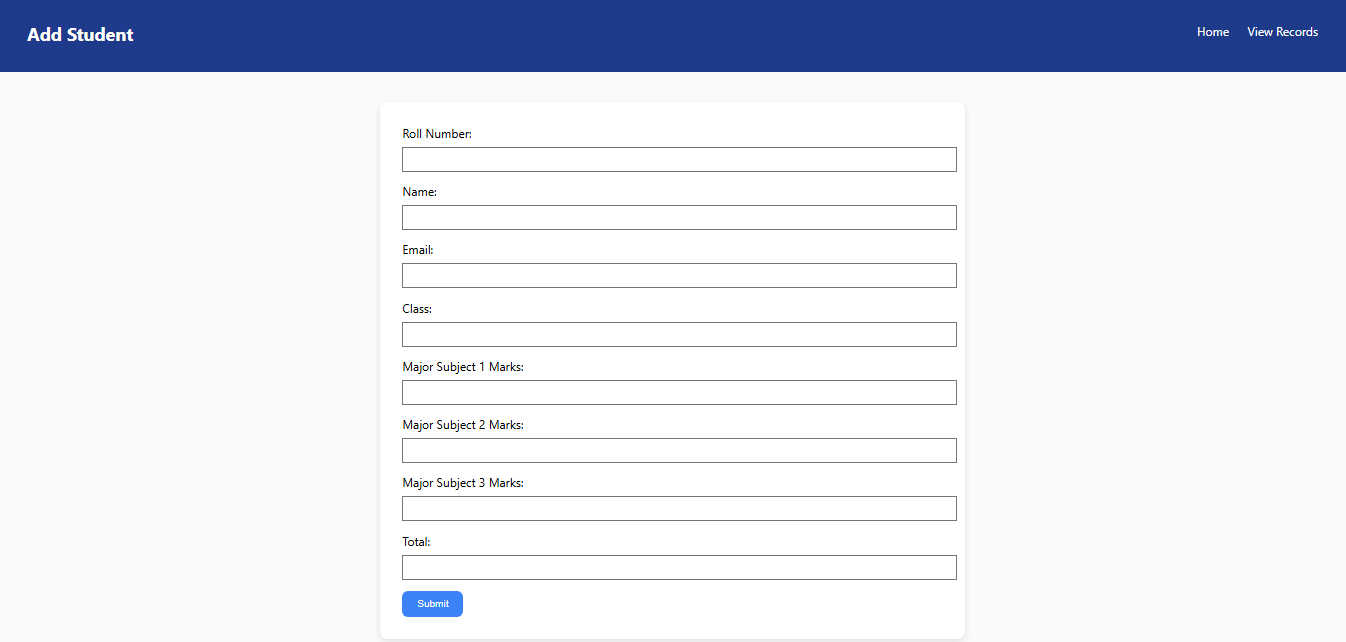 Add Student
Home View Records
Roll Number:
Name:
Email:
Class:
Major Subject 1 Marks:
Major Subject 2 Marks:
Major Subject 3 Marks:
Total:
Submit